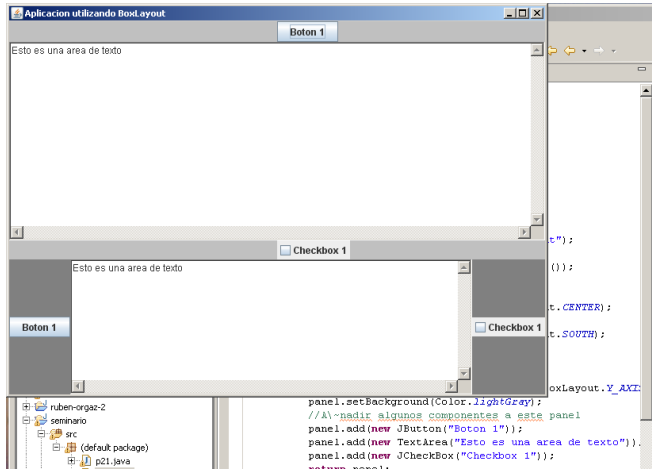 Aplicacion utilizando BoxLayout
Boton 1
Esto es una area de texto
Checkbox 1
Esto es una area de texto
Boton 1
Checkbox 1
t");
());
t.CENTER);
t.SOUTH);
oxLayout.Y_AXI
panel.setBackground(Color.lightGray);
//A\~nadir algunos componentes a este panel
panel.add(new JButton("Boton 1"));
panel.add(new TextArea("Esto es una area de texto")).
panel.add(new JCheckBox("Checkbox 1"));
return panel;
ruben-orgaz-2
seminario
src
(default package)
p21.java